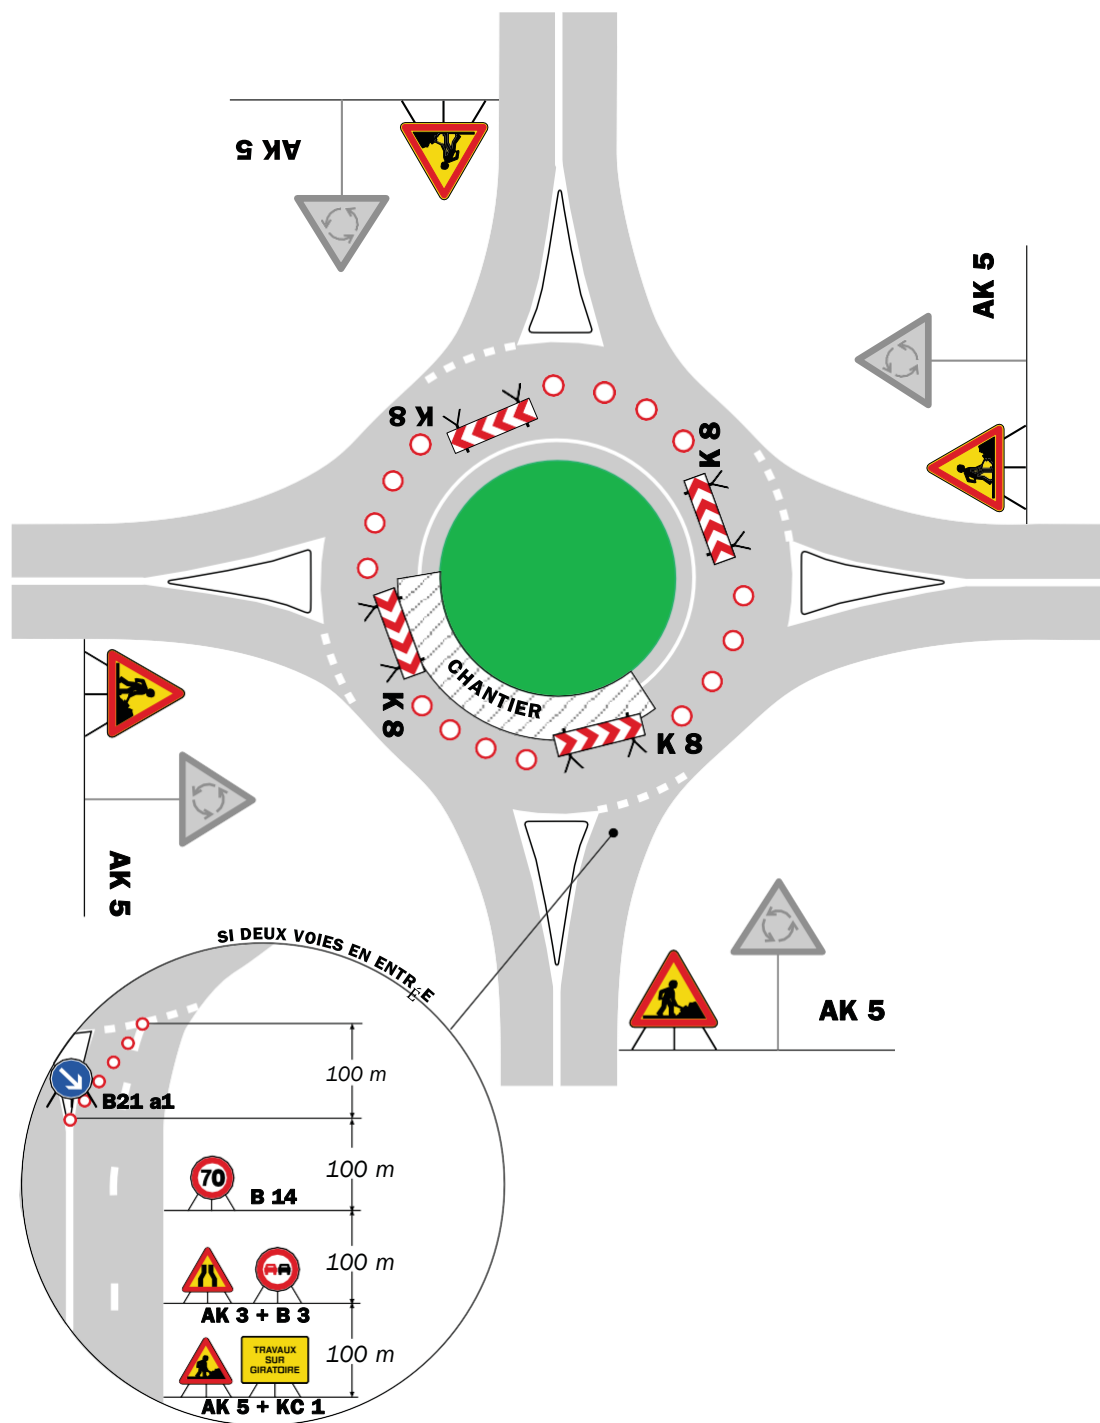 AK 5
AK 5
K 8
K 8
CHANTIER
K 8
K 8
AK 5
AK 5
SI DEUX VOIES EN ENTRÉE
100 m
B21 a1
70
B 14
100 m
100 m
AK 3 + B 3
TRAVAUX
SUR
GIRATOIRE
100 m
AK 5 + KC 1